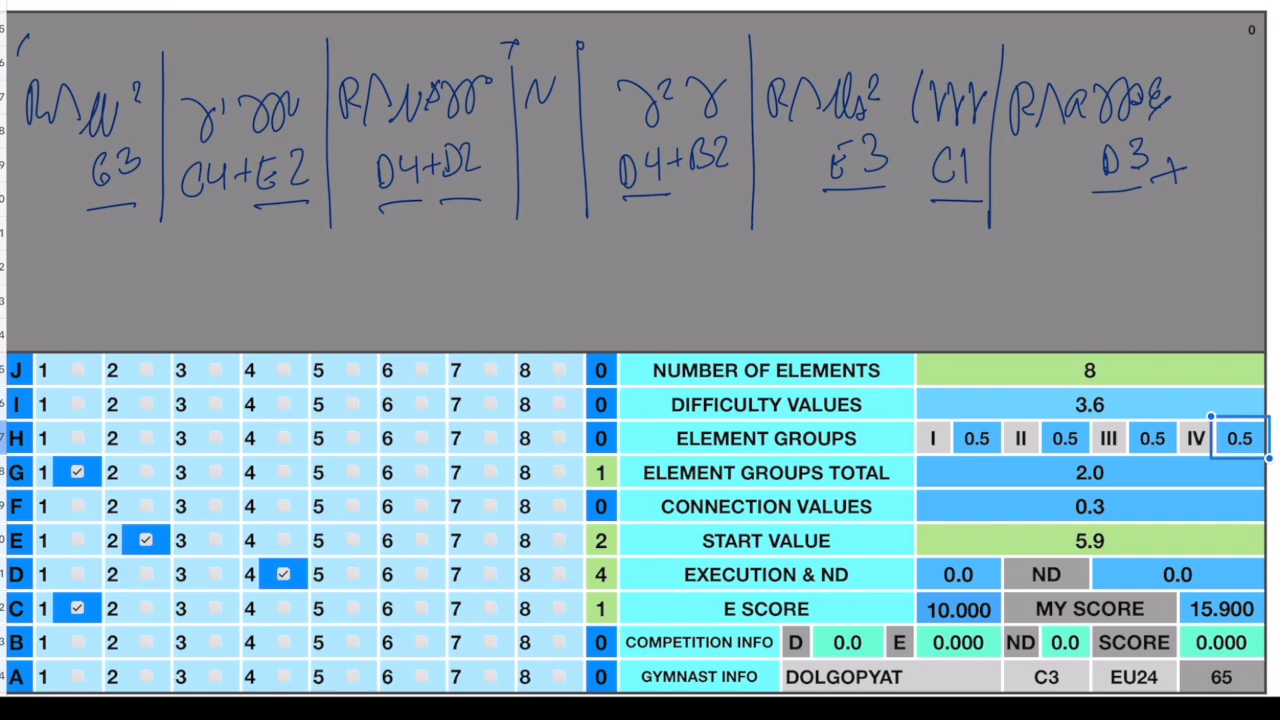 0
G3 C4+E2 D4+D2 N D4+B2 E3 C1 D3+
J 1 2 3 4 5 6 7 8 0 NUMBER OF ELEMENTS 8
I 1 2 3 4 5 6 7 8 0 DIFFICULTY VALUES 3.6
H 1 2 3 4 5 6 7 8 0 ELEMENT GROUPS I 0.5 II 0.5 III 0.5 IV 0.5
G 1 2 3 4 5 6 7 8 1 ELEMENT GROUPS TOTAL 2.0
F 1 2 3 4 5 6 7 8 0 CONNECTION VALUES 0.3
E 1 2 3 4 5 6 7 8 2 START VALUE 5.9
D 1 2 3 4 5 6 7 8 4 EXECUTION & ND 0.0 ND 0.0
C 1 2 3 4 5 6 7 8 1 E SCORE 10.000 MY SCORE 15.900
B 1 2 3 4 5 6 7 8 0 COMPETITION INFO D 0.0 E 0.000 ND 0.0 SCORE 0.000
A 1 2 3 4 5 6 7 8 0 GYMNAST INFO DOLGOPYAT C3 EU24 65